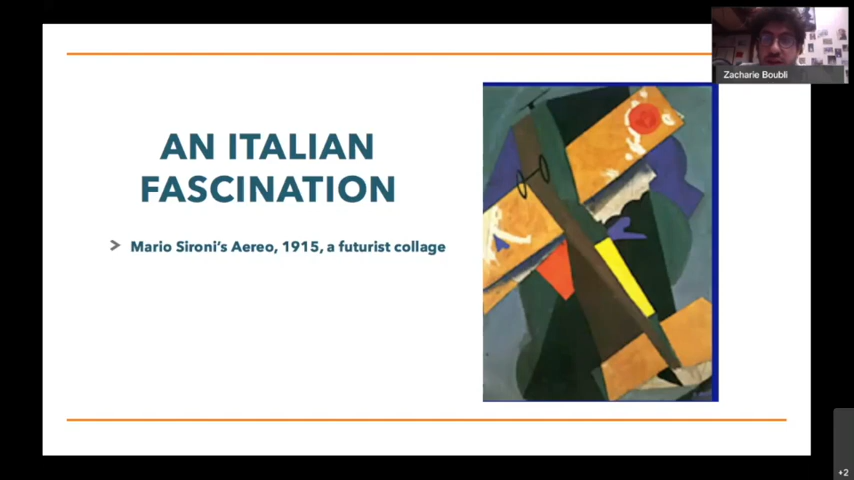 AN ITALIAN
FASCINATION
Mario Sironi's Aereo, 1915, a futurist collage
Zacharie Boubli
+2